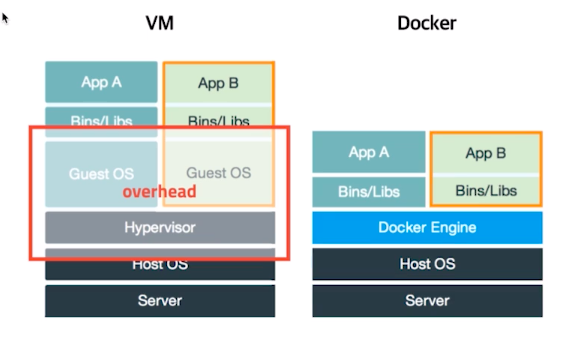 VM
Docker
App A
App B
Bins/Libs
Bins/Libs
Guest OS
Guest OS
overhead
Hypervisor
Host OS
Server
App A
App B
Bins/Libs
Bins/Libs
Docker Engine
Host OS
Server